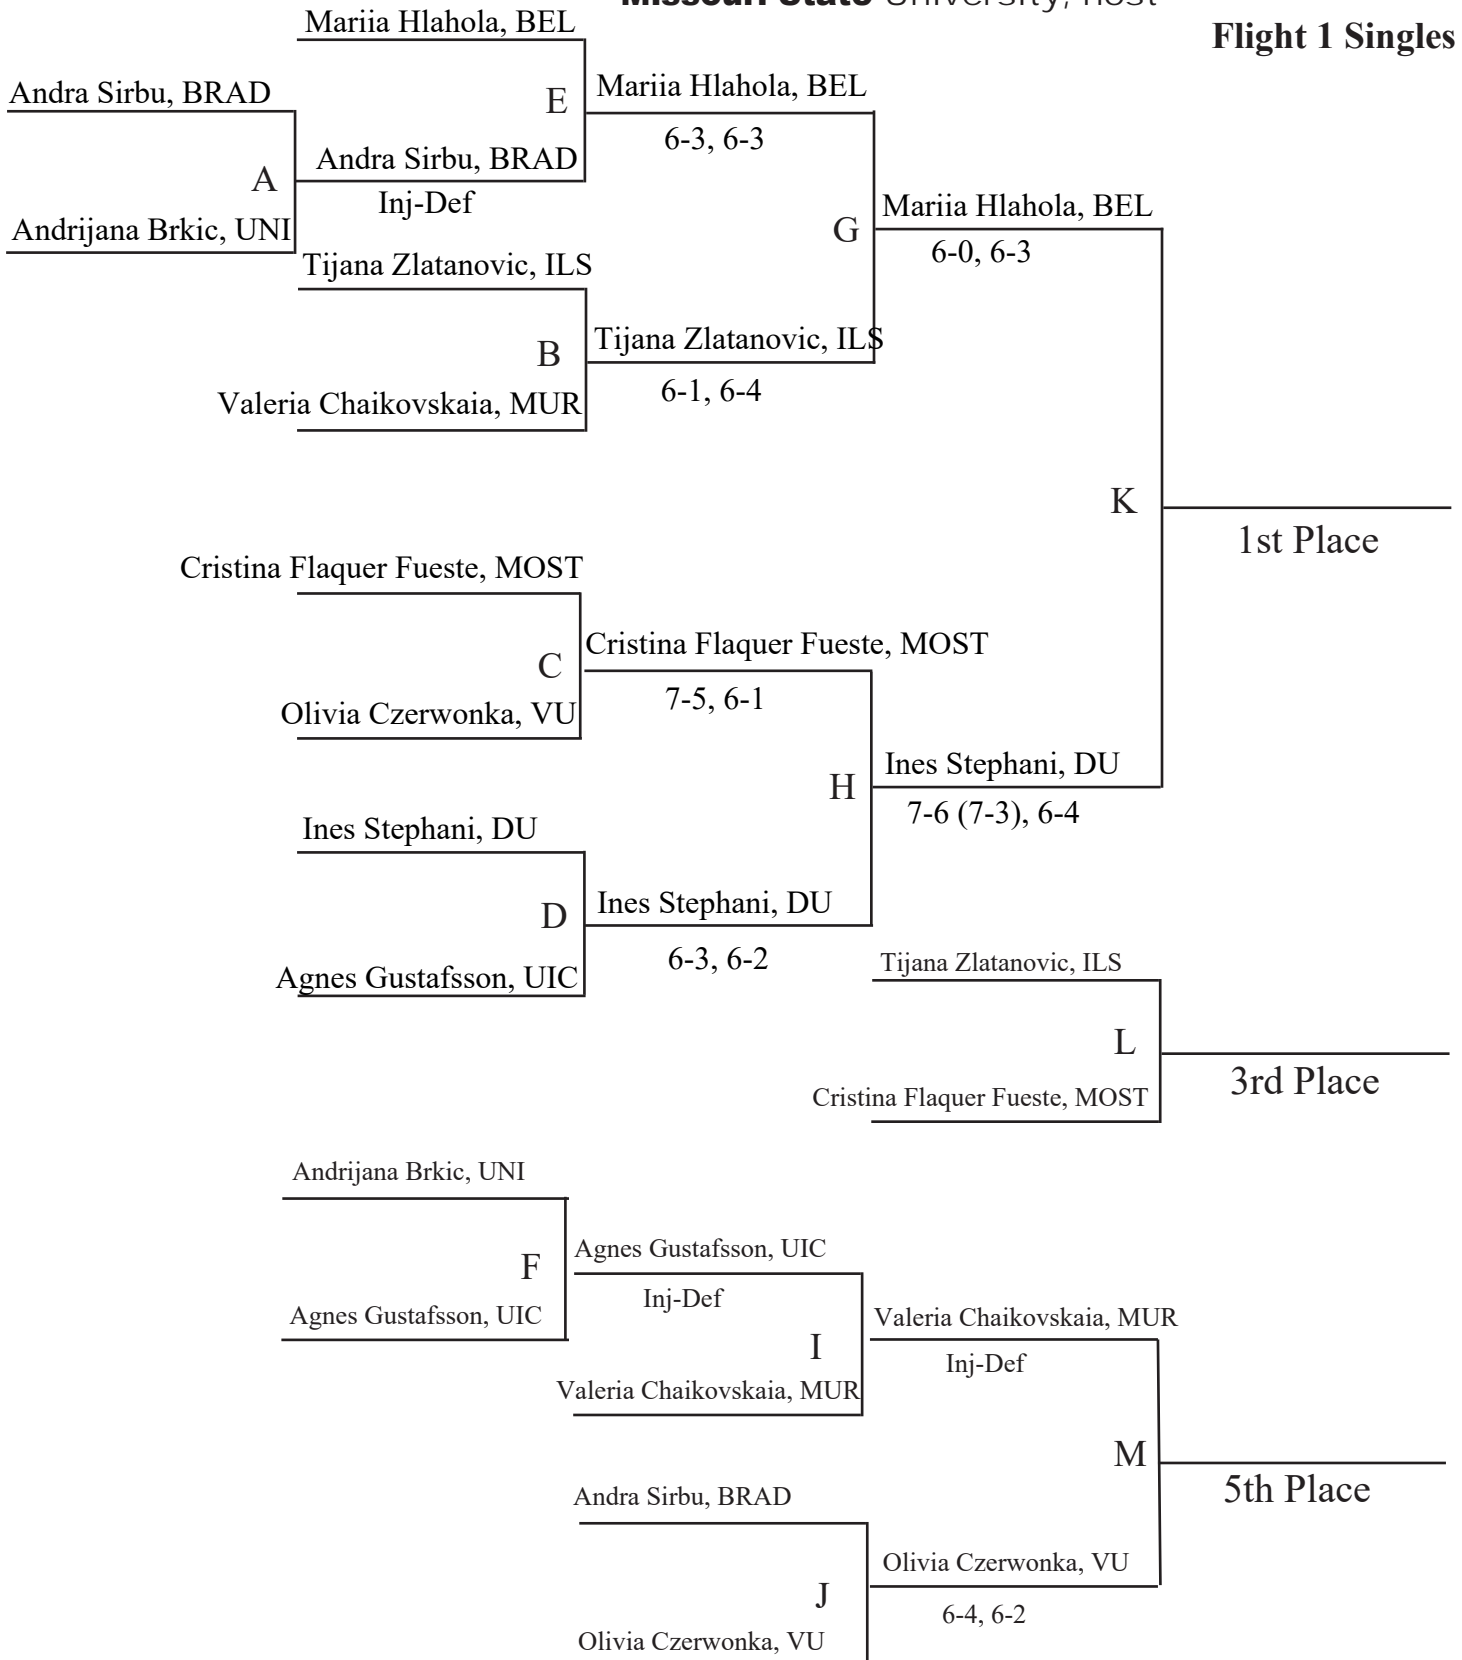 Missouri State University, host
Flight 1 Singles
Mariia Hlahola, BEL
Andra Sirbu, BRAD
E
Mariia Hlahola, BEL
6-3, 6-3
A
Andra Sirbu, BRAD
Inj-Def
Andrijana Brkic, UNI
G
Mariia Hlahola, BEL
6-0, 6-3
Tijana Zlatanovic, ILS
B
Tijana Zlatanovic, ILS
6-1, 6-4
Valeria Chaikovskaia, MUR
K
1st Place
Cristina Flaquer Fueste, MOST
C
Cristina Flaquer Fueste, MOST
7-5, 6-1
Olivia Czerwonka, VU
H
Ines Stephani, DU
7-6 (7-3), 6-4
Ines Stephani, DU
D
Ines Stephani, DU
6-3, 6-2
Agnes Gustafsson, UIC
Tijana Zlatanovic, ILS
L
3rd Place
Cristina Flaquer Fueste, MOST
Andrijana Brkic, UNI
F
Agnes Gustafsson, UIC
Inj-Def
Agnes Gustafsson, UIC
I
Valeria Chaikovskaia, MUR
Inj-Def
Valeria Chaikovskaia, MUR
M
5th Place
Andra Sirbu, BRAD
J
Olivia Czerwonka, VU
6-4, 6-2
Olivia Czerwonka, VU